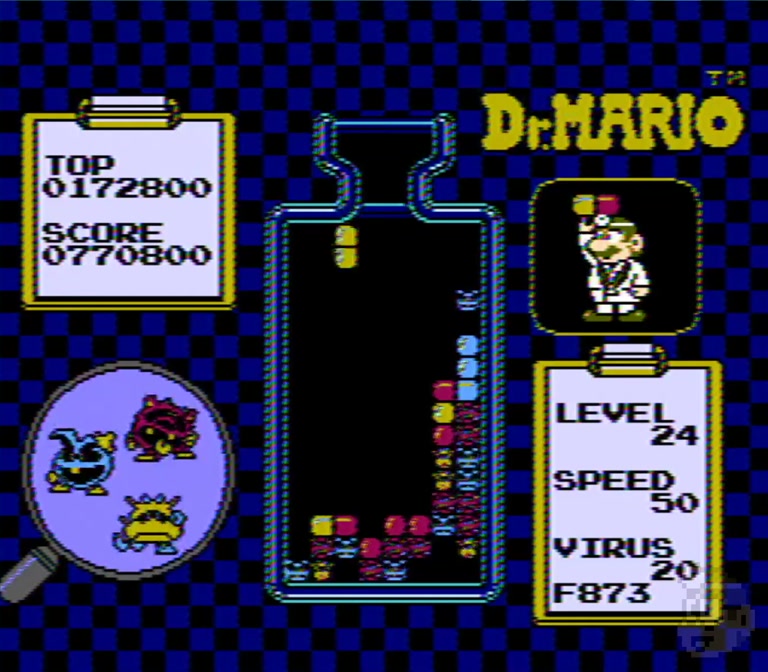 TM
Dr. MARIO
TOP
0172800
SCORE
0770800
LEVEL
24
SPEED
50
VIRUS
20
F873